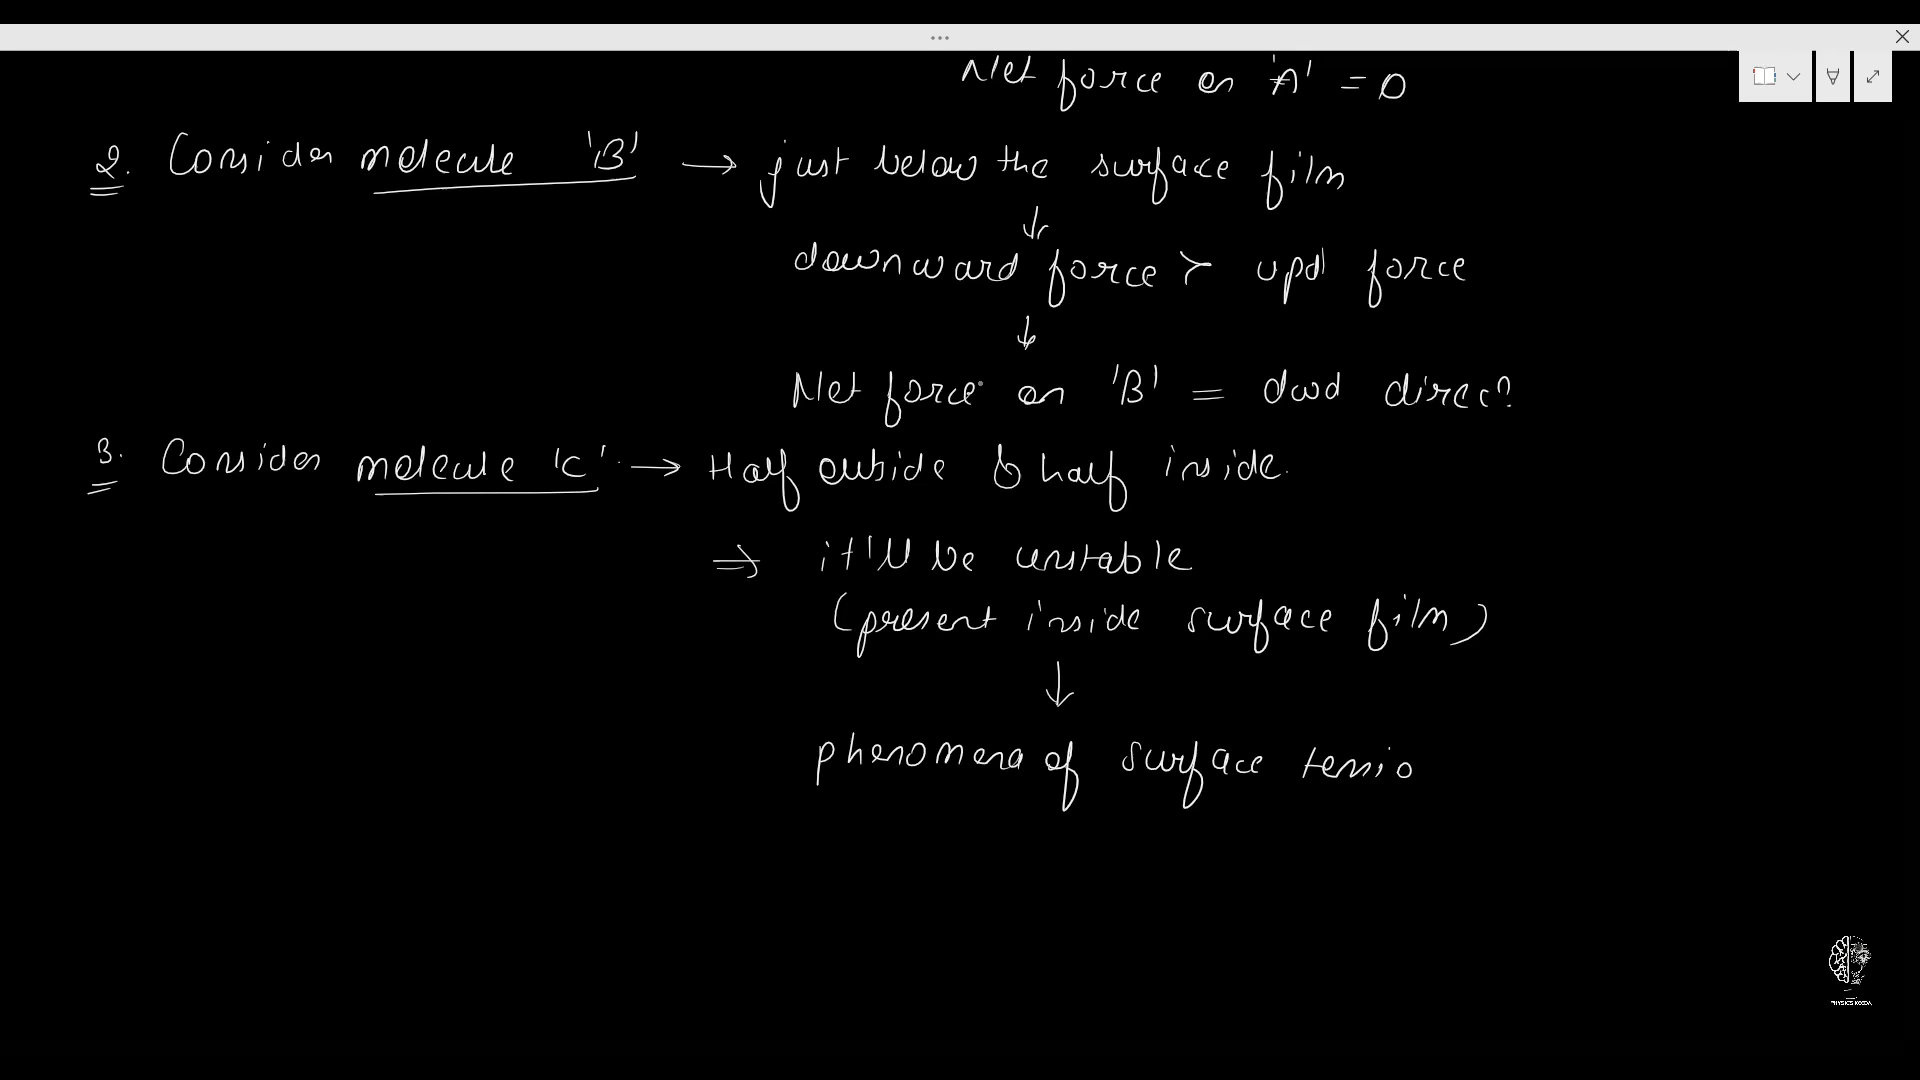 Net force on 'A' = 0
2. Consider molecule 'B' → just below the surface film
↓
downward force > upd force
↓
Net force on 'B' = dwd direcⁿ
3. Consider molecule 'C' → Half outside & half inside.
⇒ it'll be unstable
(present inside surface film)
↓
phenomena of surface tensio